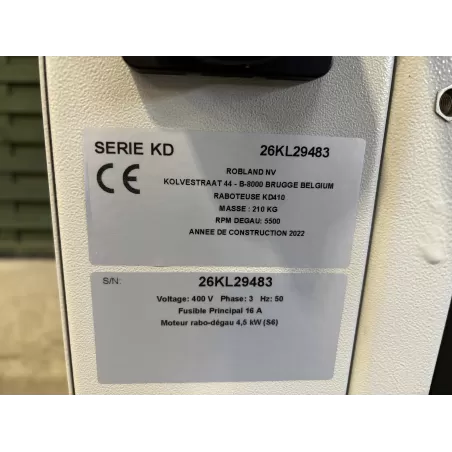 SERIE KD 26KL29483
CE
ROBLAND NV
KOLVESTRAAT 44 - B-8000 BRUGGE BELGIUM
RABOTEUSE KD410
MASSE : 210 KG
RPM DEGAU: 5500
ANNEE DE CONSTRUCTION 2022
S/N: 26KL29483
Voltage: 400 V Phase: 3 Hz: 50
Fusible Principal 16 A
Moteur rabo-dégau 4,5 kW (S6)